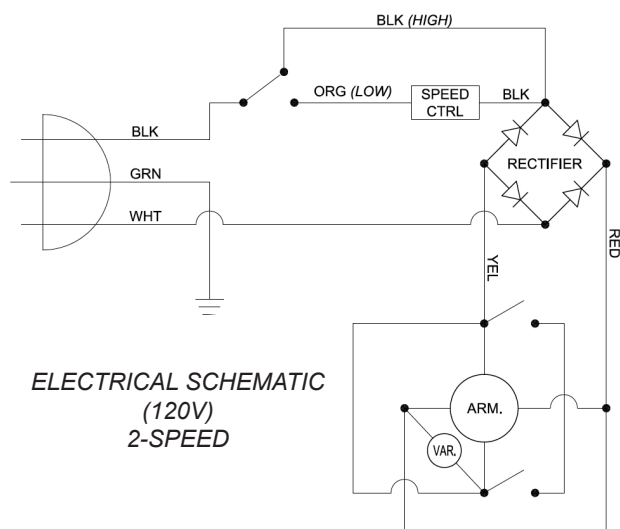 BLK (HIGH)
ORG (LOW)
SPEED
CTRL
BLK
BLK
RECTIFIER
GRN
WHT
YEL
RED
ELECTRICAL SCHEMATIC
(120V)
2-SPEED
ARM.
VAR.